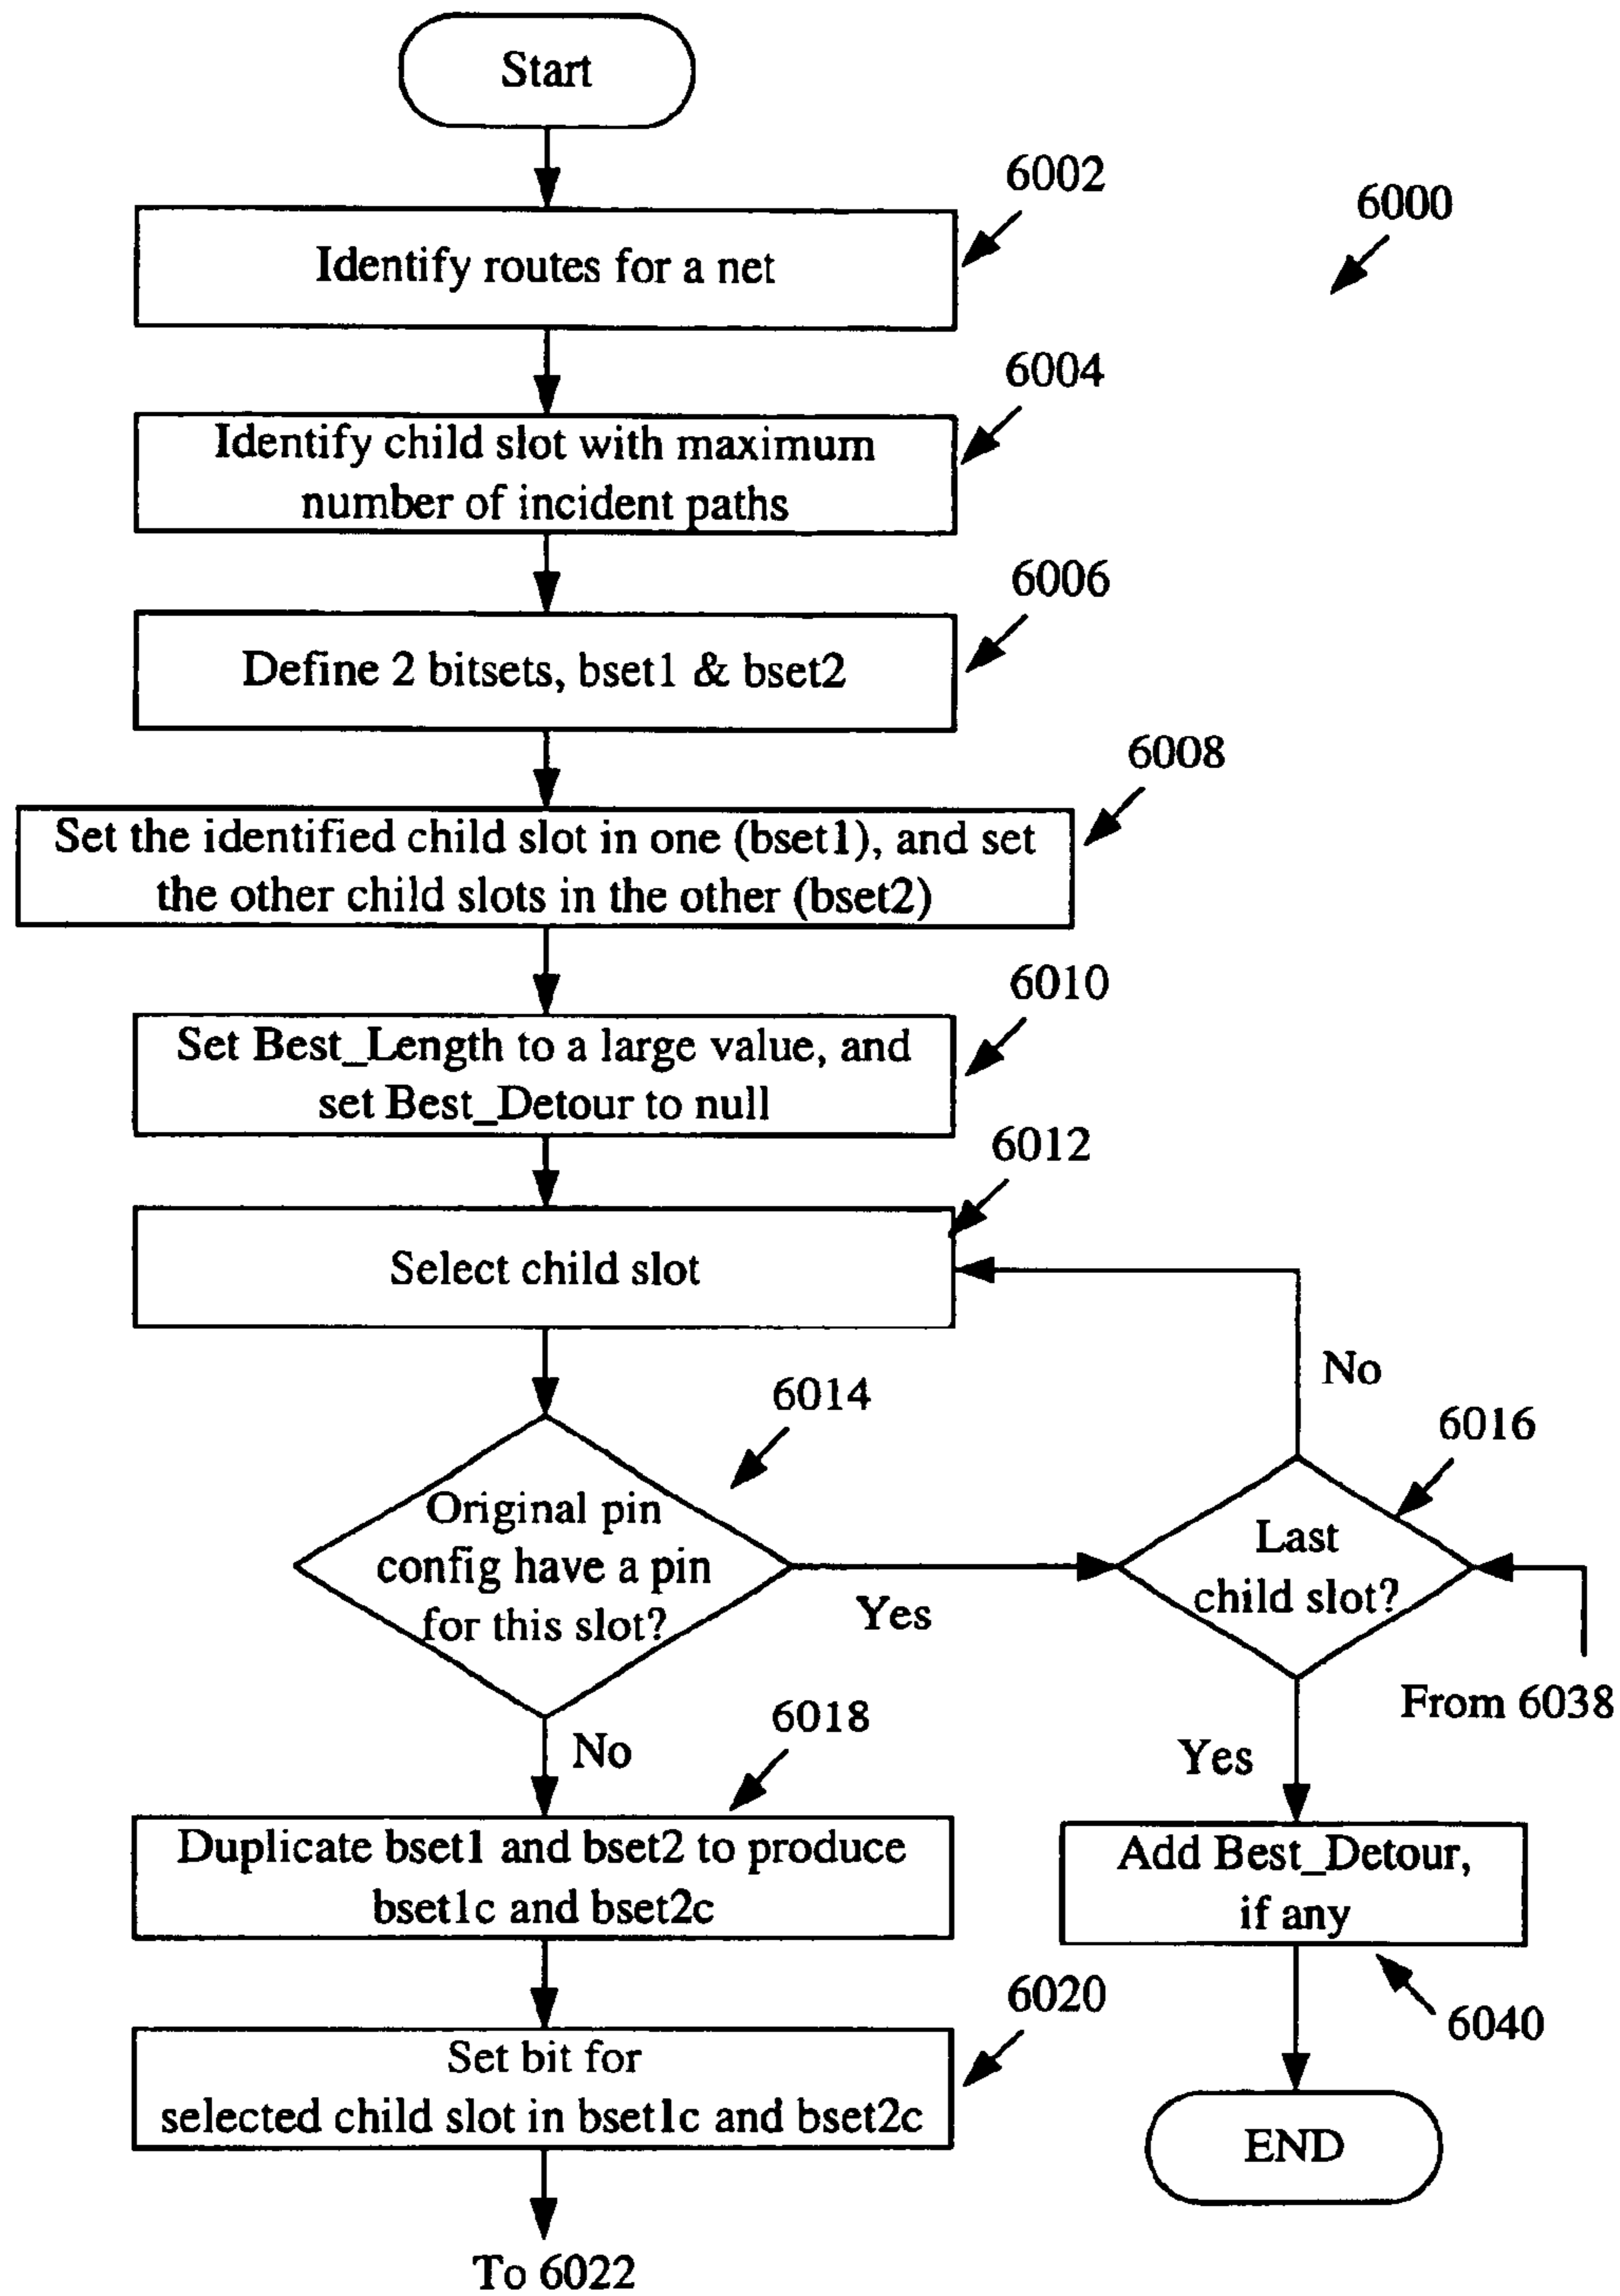 Start
6002
6000
Identify routes for a net
6004
Identify child slot with maximum
number of incident paths
6006
Define 2 bitsets, bset1 & bset2
6008
Set the identified child slot in one (bset1), and set
the other child slots in the other (bset2)
6010
Set Best_Length to a large value, and
set Best_Detour to null
6012
Select child slot
No
6014
6016
Original pin
config have a pin
for this slot?
Yes
Last
child slot?
From 6038
6018
No
Yes
Duplicate bset1 and bset2 to produce
bset1c and bset2c
Add Best_Detour,
if any
6020
6040
Set bit for
selected child slot in bset1c and bset2c
END
To 6022